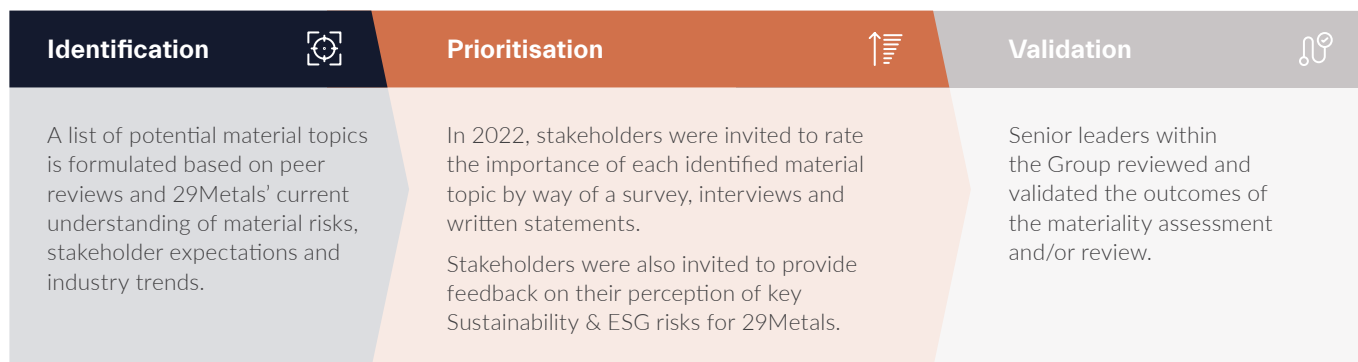 Identification
A list of potential material topics
is formulated based on peer
reviews and 29Metals’ current
understanding of material risks,
stakeholder expectations and
industry trends.
Prioritisation
In 2022, stakeholders were invited to rate
the importance of each identified material
topic by way of a survey, interviews and
written statements.
Stakeholders were also invited to provide
feedback on their perception of key
Sustainability & ESG risks for 29Metals.
Validation
Senior leaders within
the Group reviewed and
validated the outcomes of
the materiality assessment
and/or review.